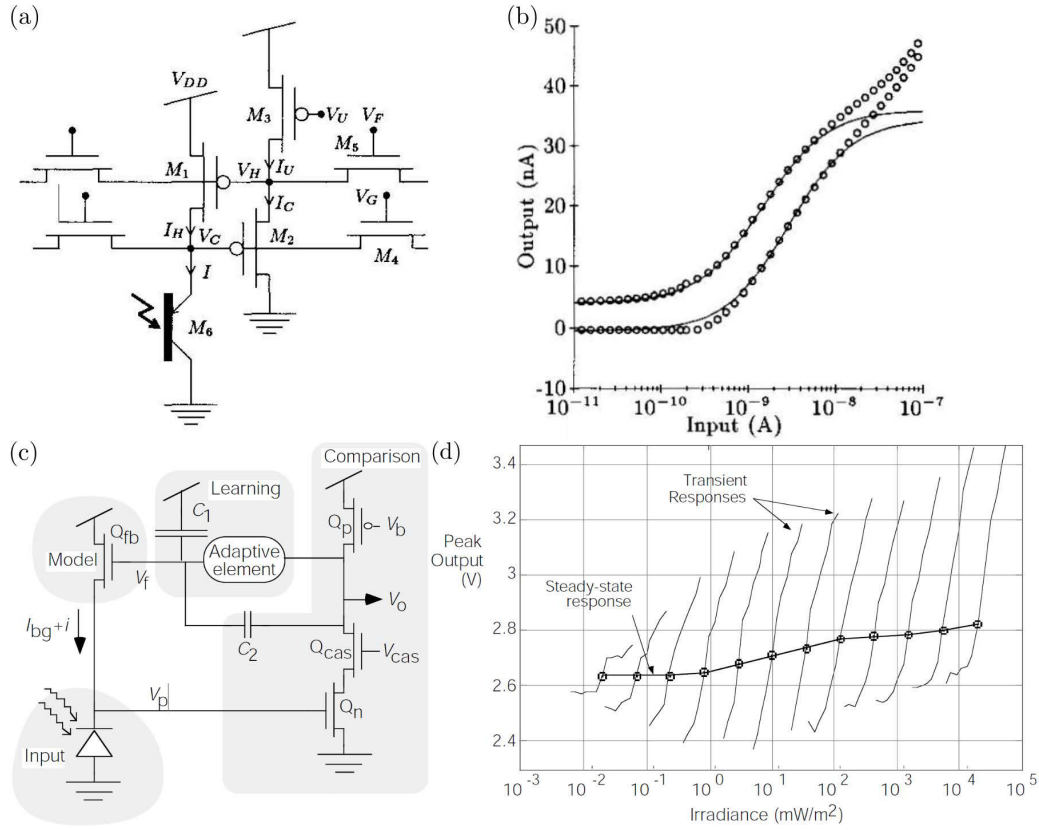 (a)
V_DD
M_3
V_U
V_F
M_5
M_1
V_H
I_U
V_G
I_C
I_H
V_C
M_2
M_4
I
M_6
(b)
50
40
30
20
10
0
-10
Output (nA)
10^-11
10^-10
10^-9
10^-8
10^-7
Input (A)
(c)
Comparison
Learning
C_1
Q_p
V_b
Q_fb
Model
Adaptive
element
V_f
V_o
I_bg+i
C_2
Q_cas
V_cas
V_p
Q_n
Input
(d)
3.4
3.2
3
2.8
2.6
2.4
Peak
Output
(V)
Transient
Responses
Steady-state
response
10^-3
10^-2
10^-1
10^0
10^1
10^2
10^3
10^4
10^5
Irradiance (mW/m^2)